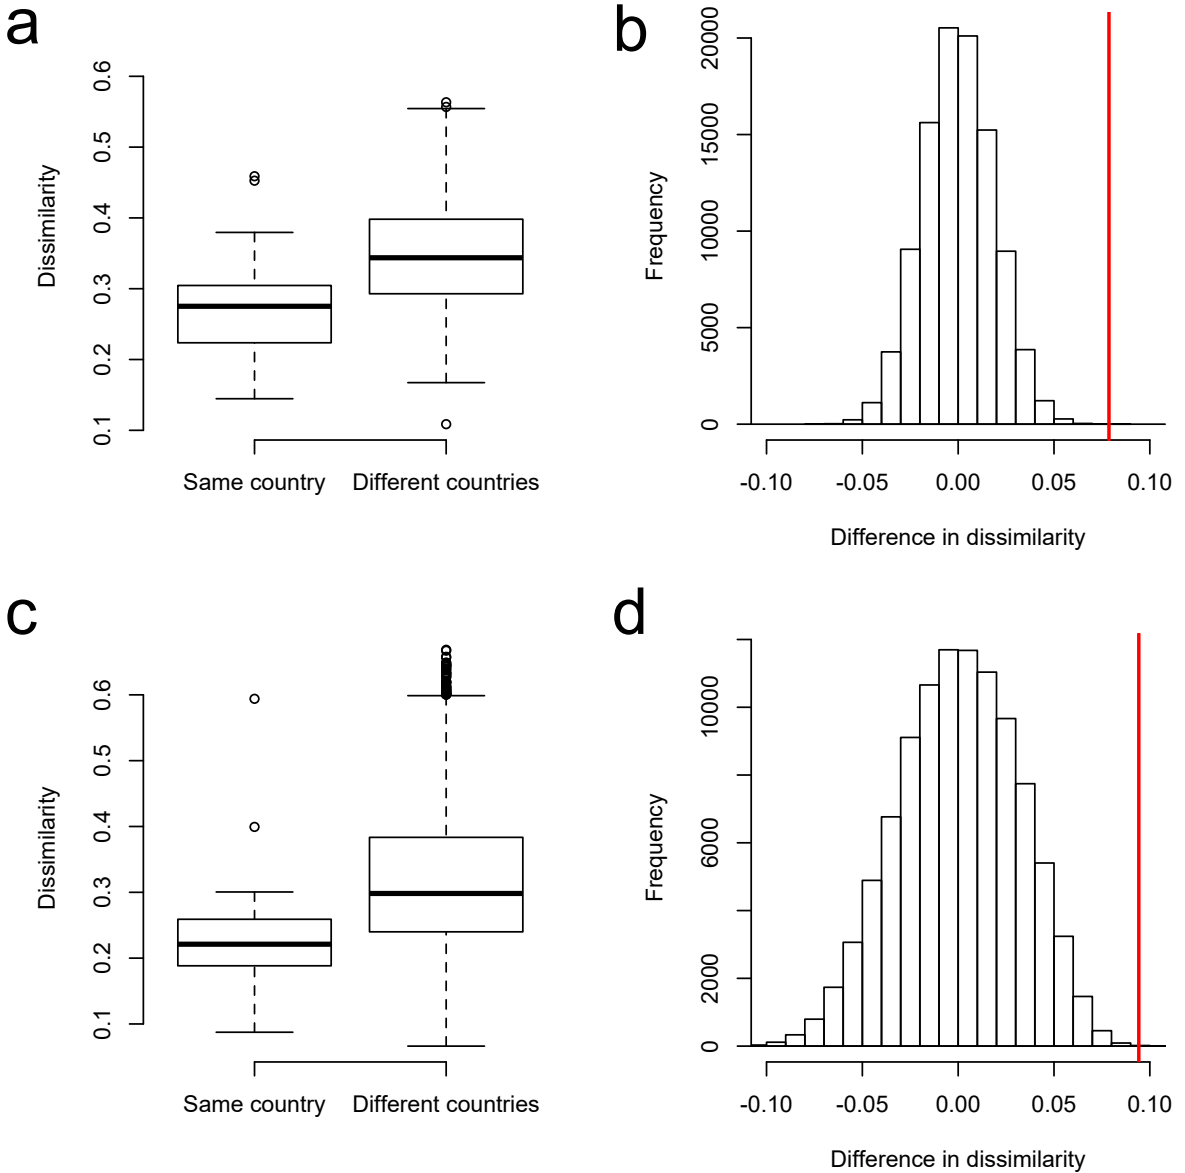 a
0.6
0.5
0.4
0.3
0.2
0.1
Dissimilarity
Same country
Different countries
b
20000
15000
10000
5000
0
Frequency
-0.10 -0.05 0.00 0.05 0.10
Difference in dissimilarity
c
0.6
0.5
0.4
0.3
0.2
0.1
Dissimilarity
Same country
Different countries
d
10000
6000
2000
0
Frequency
-0.10 -0.05 0.00 0.05 0.10
Difference in dissimilarity